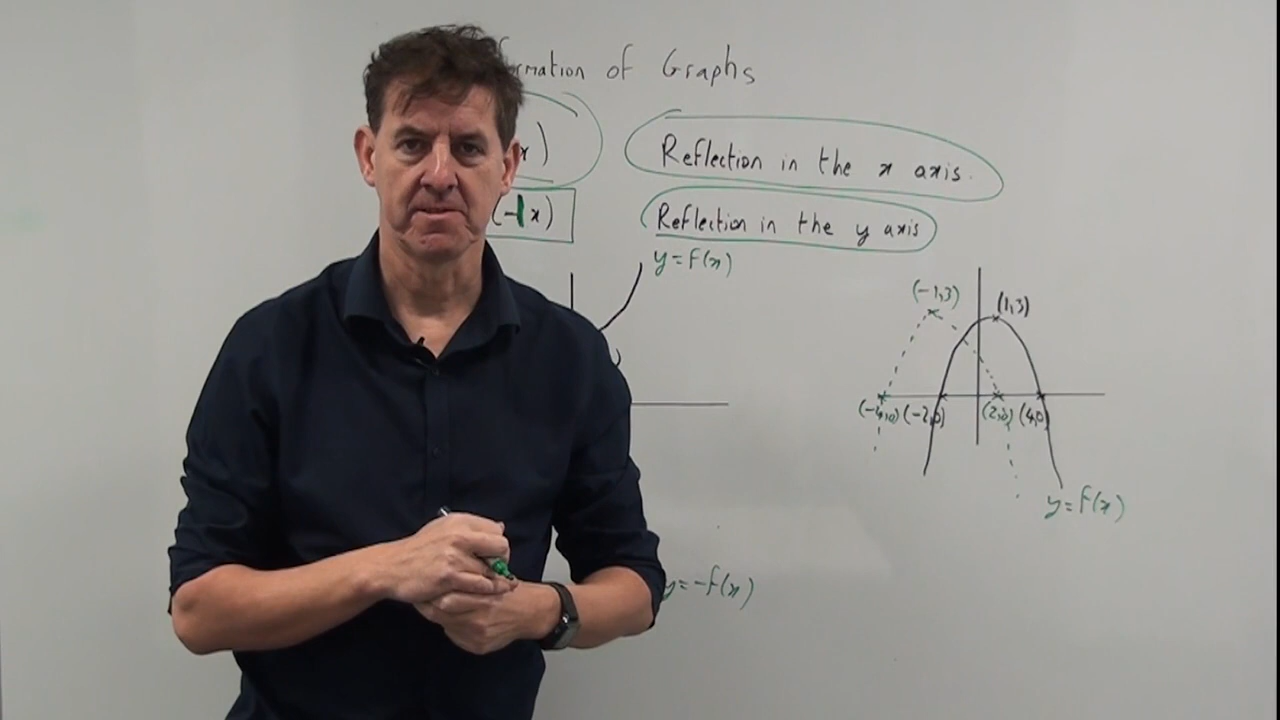 formation of Graphs
x) Reflection in the x axis.
(-1x) Reflection in the y axis
y=f(x)
(-1,3) (1,3)
(-4,0) (-2,0) (2,0) (4,0)
y=f(x)
y=-f(x)